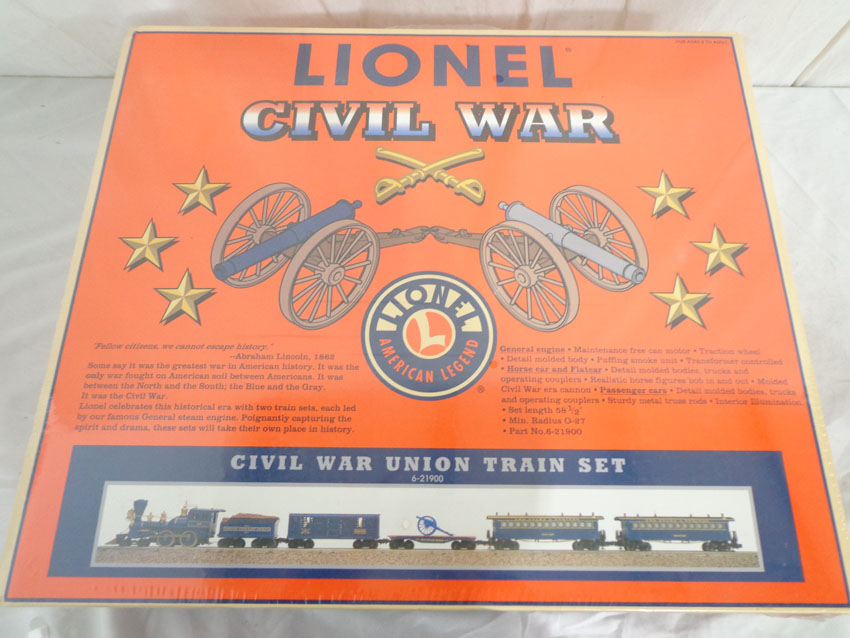 FOR AGES 8 TO ADULT
LIONEL®
CIVIL WAR
LIONEL
L
AMERICAN LEGEND
®
"Fellow citizens, we cannot escape history."
--Abraham Lincoln, 1862
Some say it was the greatest war in American history. It was the
only war fought on American soil between Americans. It was
between the North and the South; the Blue and the Gray.
It was the Civil War.
Lionel celebrates this historical era with two train sets, each led
by our famous General steam engine. Poignantly capturing the
spirit and drama, these sets will take their own place in history.
General engine • Maintenance free can motor • Traction wheel
• Detail molded body • Puffing smoke unit • Transformer controlled
• Horse car and Flatcar • Detail molded bodies, trucks and
operating couplers • Realistic horse figures bob in and out • Molded
Civil War era cannon • Passenger cars • Detail molded bodies, trucks
and operating couplers • Sturdy metal truss rods • Interior illumination
• Set length 58 1/2"
• Min. Radius O-27
• Part No.6-21900
CIVIL WAR UNION TRAIN SET
6-21900